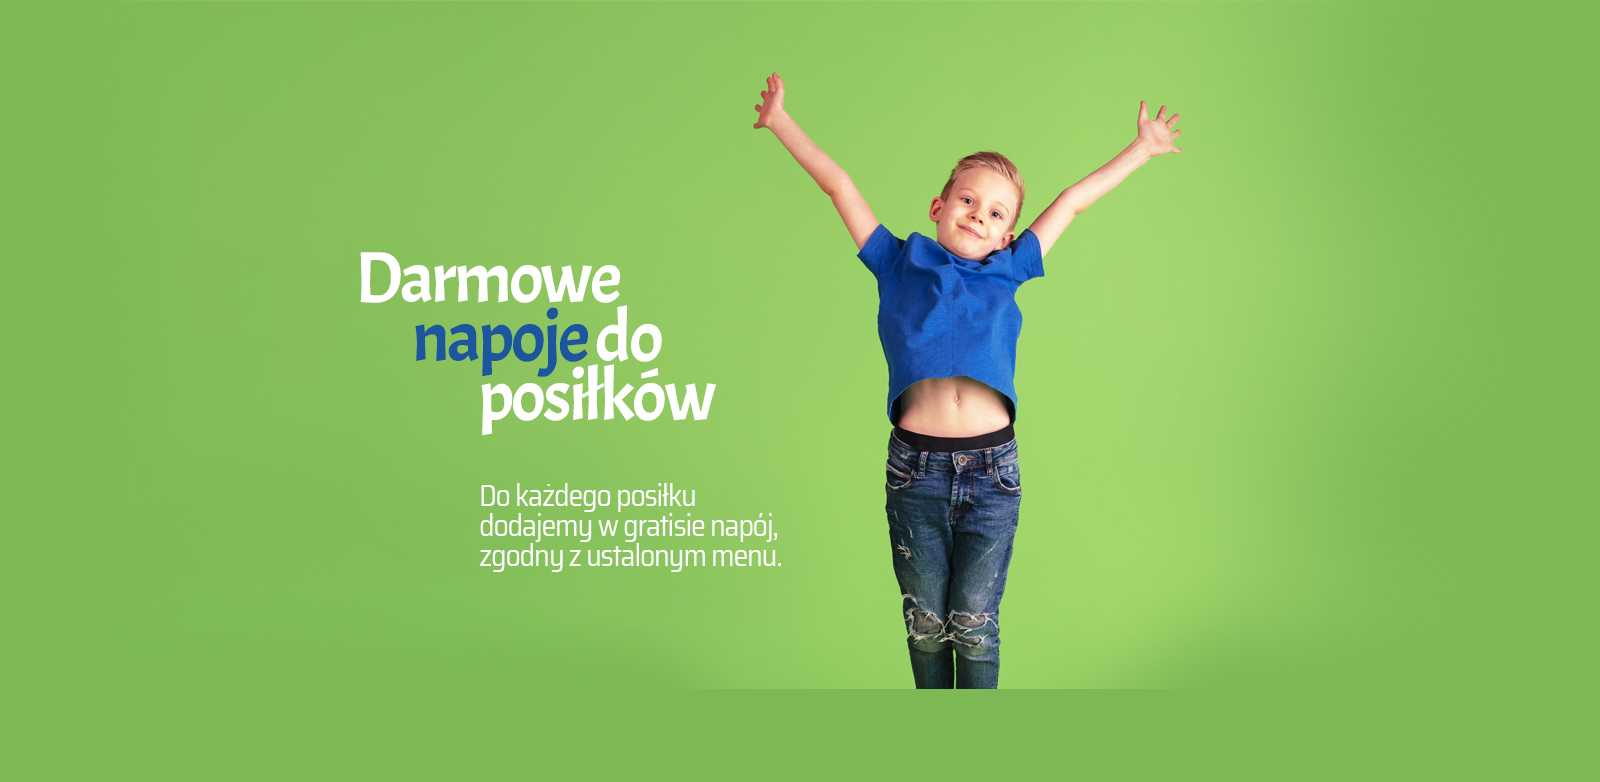 Darmowe
napoje do
posiłków
Do każdego posiłku
dodajemy w gratisie napój,
zgodny z ustalonym menu.